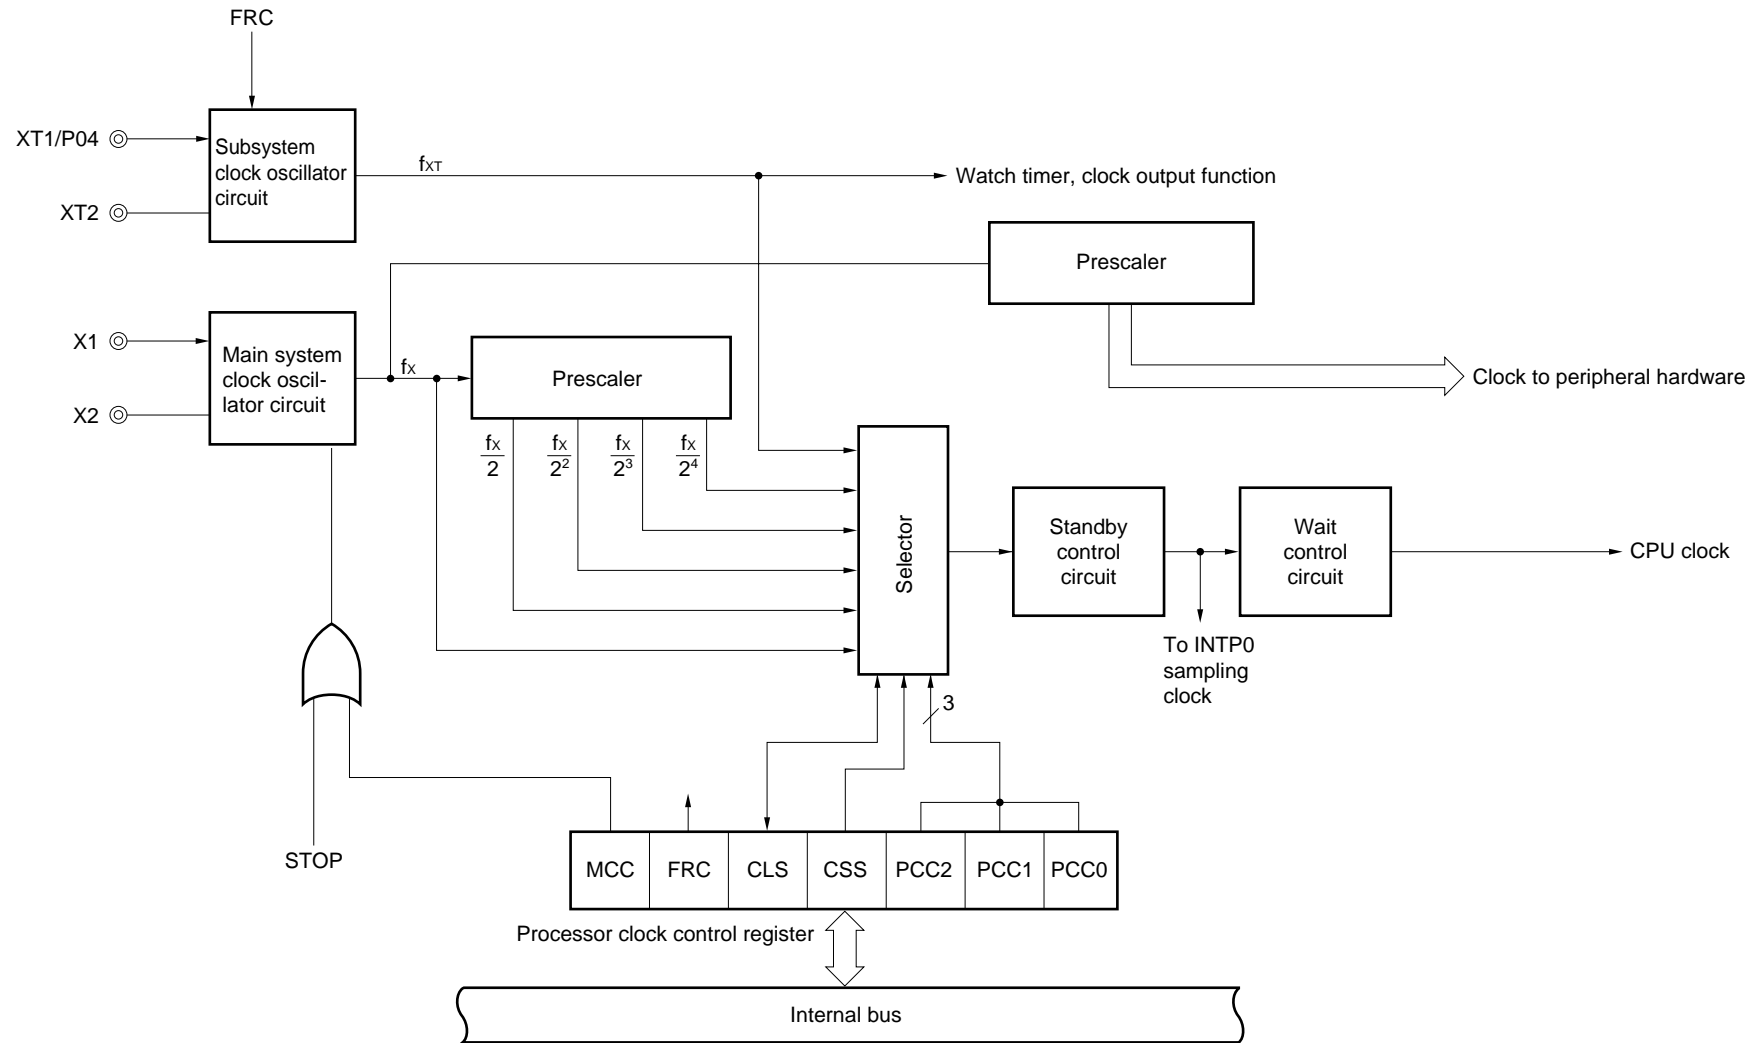 FRC
XT1/P04
Subsystem
clock oscillator
circuit
XT2
fXT
Watch timer, clock output function
Prescaler
X1
Main system
clock oscil-
lator circuit
X2
fX
Prescaler
Clock to peripheral hardware
fX/2
fX/2²
fX/2³
fX/2⁴
Selector
Standby
control
circuit
Wait
control
circuit
CPU clock
To INTP0
sampling
clock
3
STOP
MCC FRC CLS CSS PCC2 PCC1 PCC0
Processor clock control register
Internal bus